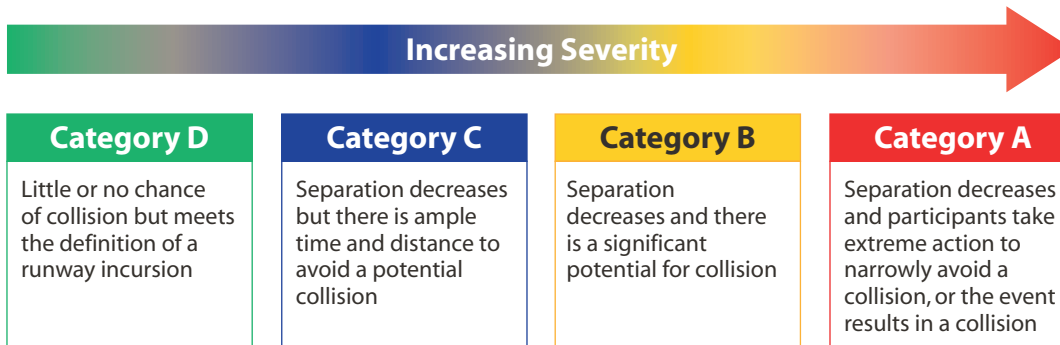 Increasing Severity
Category D
Little or no chance
of collision but meets
the definition of a
runway incursion
Category C
Separation decreases
but there is ample
time and distance to
avoid a potential
collision
Category B
Separation
decreases and there
is a significant
potential for collision
Category A
Separation decreases
and participants take
extreme action to
narrowly avoid a
collision, or the event
results in a collision